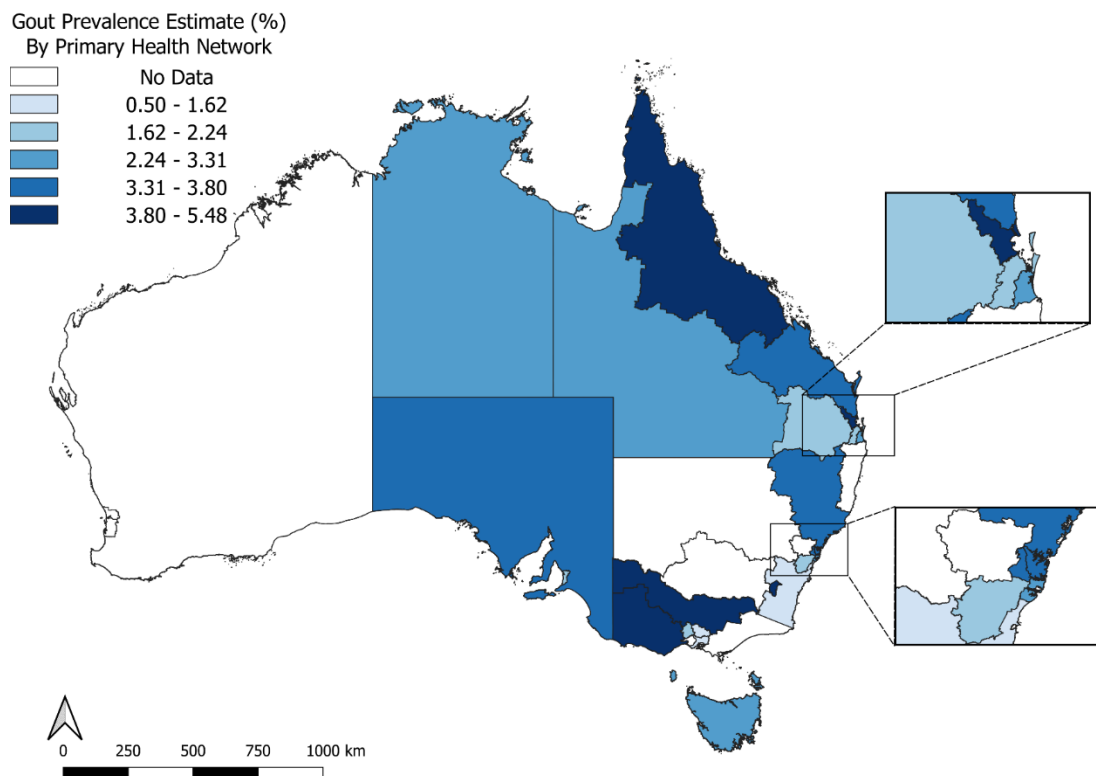 Gout Prevalence Estimate (%)
By Primary Health Network
No Data
0.50 - 1.62
1.62 - 2.24
2.24 - 3.31
3.31 - 3.80
3.80 - 5.48
0 250 500 750 1000 km